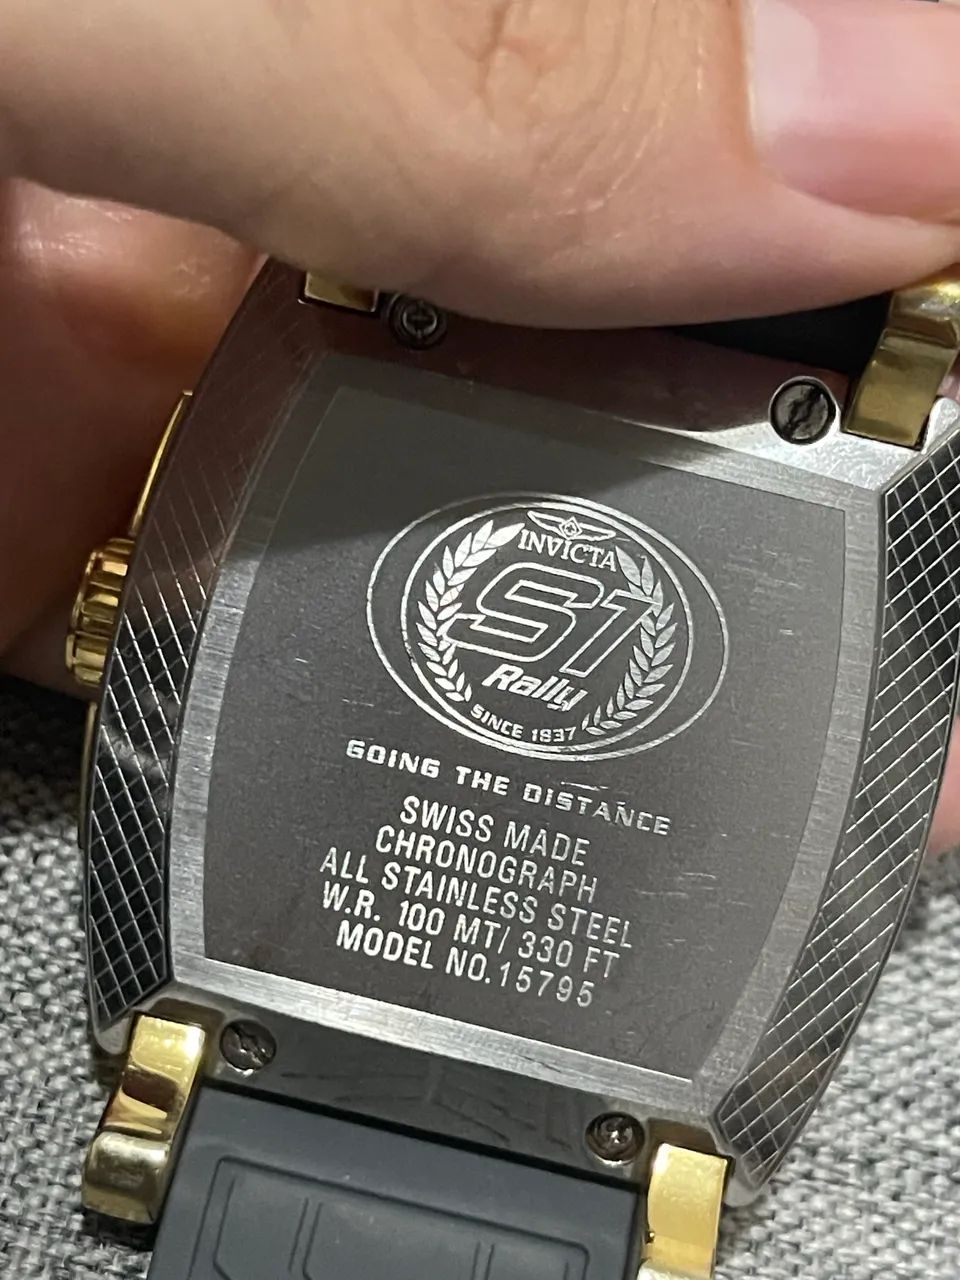 INVICTA
S1
Rally
SINCE 1837
GOING THE DISTANCE
SWISS MADE
CHRONOGRAPH
ALL STAINLESS STEEL
W.R. 100 MT/ 330 FT
MODEL NO.15795